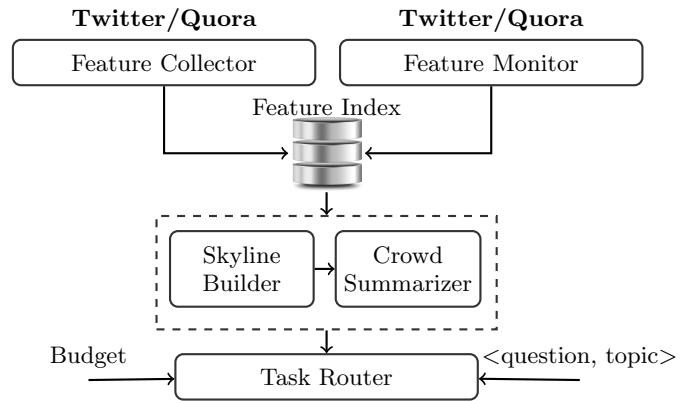 Twitter/Quora
Twitter/Quora
Feature Collector
Feature Monitor
Feature Index
Skyline
Builder
Crowd
Summarizer
Budget
<question, topic>
Task Router